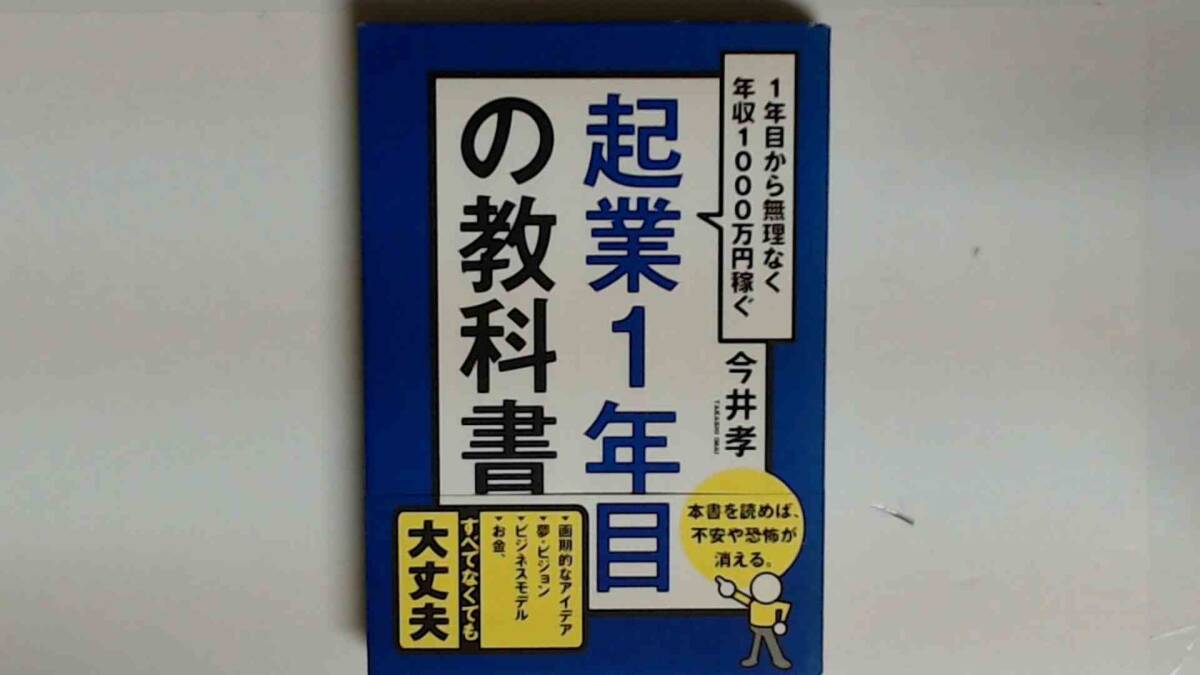 1年目から無理なく
年収1000万円稼ぐ
起業1年目
の教科書
今井孝
TAKASHI IMAI
本書を読めば、
不安や恐怖が
消える。
▼画期的なアイデア
▼夢・ビジョン
▼ビジネスモデル
▼お金、
すべてなくても
大丈夫